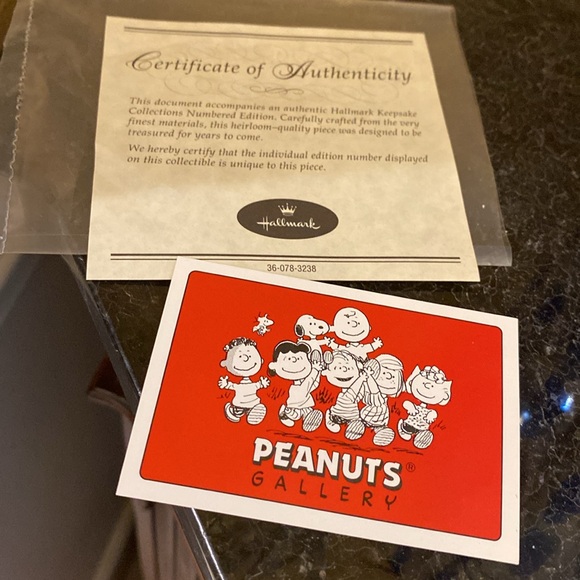 Certificate of Authenticity
This document accompanies an authentic Hallmark Keepsake
Collections Numbered Edition. Carefully crafted from the very
finest materials, this heirloom-quality piece was designed to be
treasured for years to come.
We hereby certify that the individual edition number displayed
on this collectible is unique to this piece.
Hallmark
36-078-3238
PEANUTS®
GALLERY